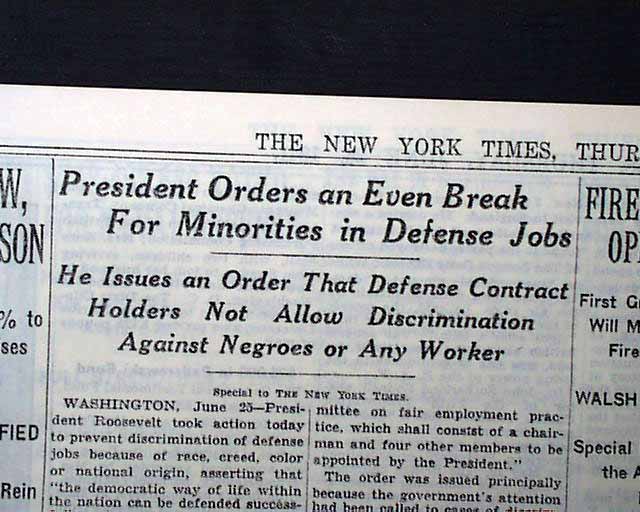 THE NEW YORK TIMES, THUR
W,
SON
% to
ses
FIED
Rein
President Orders an Even Break
For Minorities in Defense Jobs
He Issues an Order That Defense Contract
Holders Not Allow Discrimination
Against Negroes or Any Worker
Special to THE NEW YORK TIMES.
WASHINGTON, June 25—Presi-
dent Roosevelt took action today
to prevent discrimination of defense
jobs because of race, creed, color
or national origin, asserting that
"the democratic way of life within
the nation can be defended success-
mittee on fair employment prac-
tice, which shall consist of a chair-
man and four other members to be
appointed by the President."
The order was issued principally
because the government's attention
had been called to cases of discrim-
FIRE
OPE
First Gr
Will M
Fire
WALSH
Special
the A